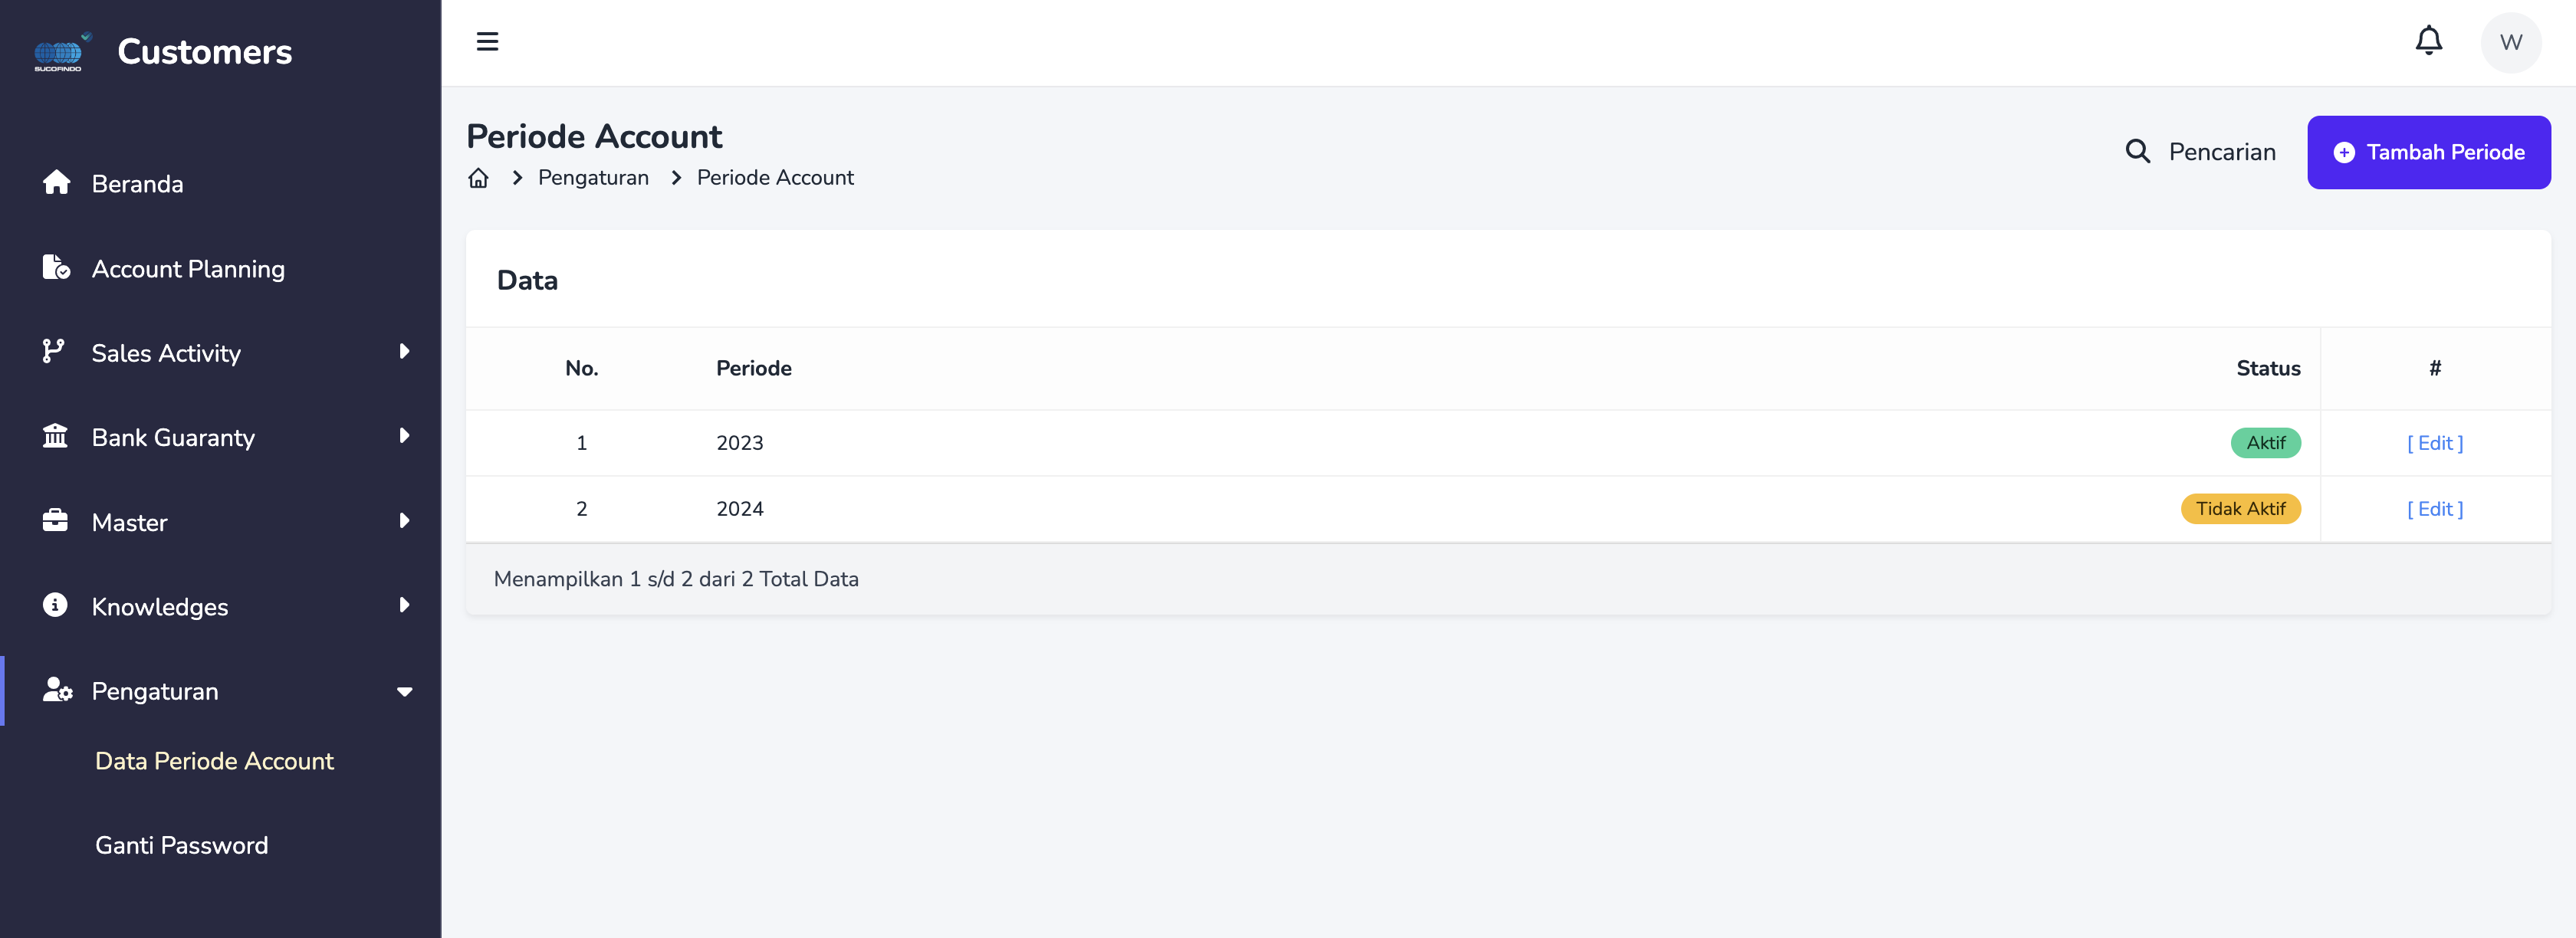 SUCOFINDO
Customers
Beranda
Account Planning
Sales Activity
Bank Guaranty
Master
Knowledges
Pengaturan
Data Periode Account
Ganti Password
W
Periode Account
Pengaturan Periode Account
Pencarian
Tambah Periode
Data
No. Periode Status #
1 2023 Aktif [ Edit ]
2 2024 Tidak Aktif [ Edit ]
Menampilkan 1 s/d 2 dari 2 Total Data